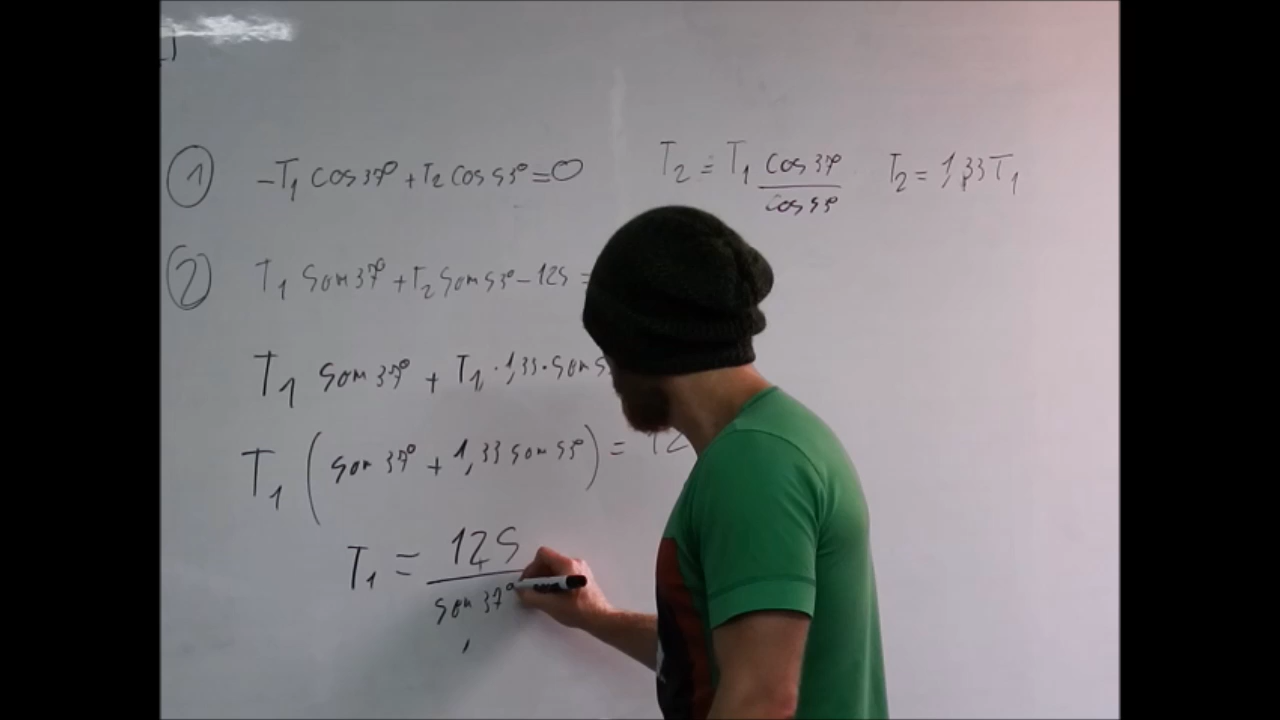 ① -T₁ cos 37° + T₂ cos 53° = 0 T₂ = T₁ cos 37° / cos 53° T₂ = 1,33 T₁
② T₁ sen 37° + T₂ sen 53° - 125 =
T₁ sen 37° + T₁ · 1,33 · sen 5
T₁ ( sen 37° + 1,33 sen 53° ) = 12
T₁ = 125 / sen 37°